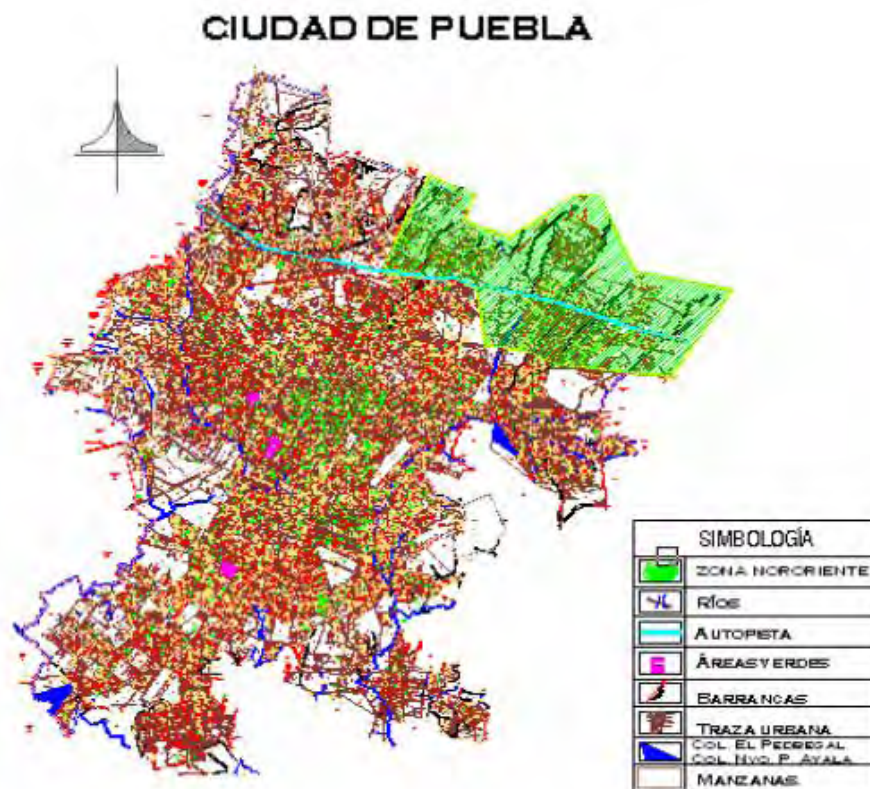 CIUDAD DE PUEBLA
SIMBOLOGÍA
ZONA NORORIENTE
RÍOS
AUTOPISTA
ÁREAS VERDES
BARRANCAS
TRAZA URBANA
COL. EL PEDREGAL
COL. NVO. P. AYALA
MANZANAS